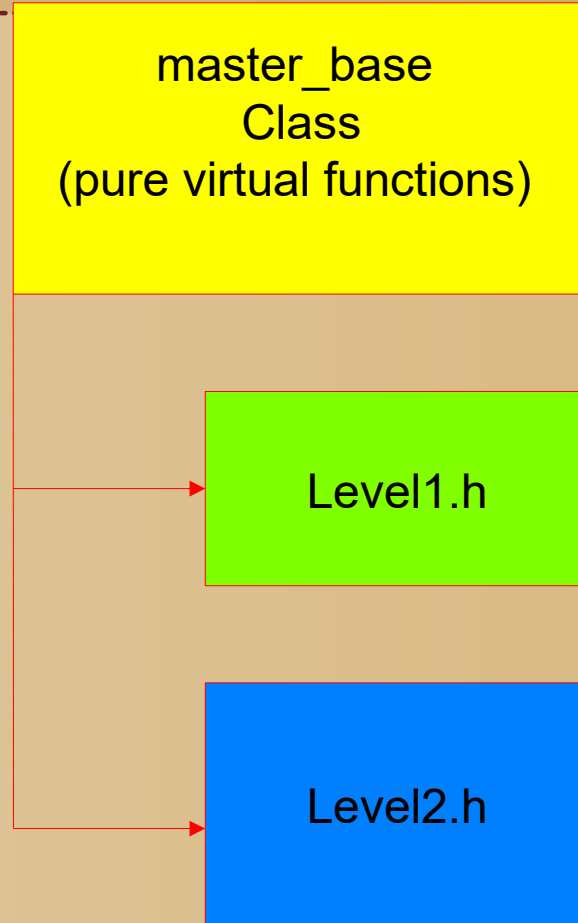 master_base
Class
(pure virtual functions)
Level1.h
Level2.h